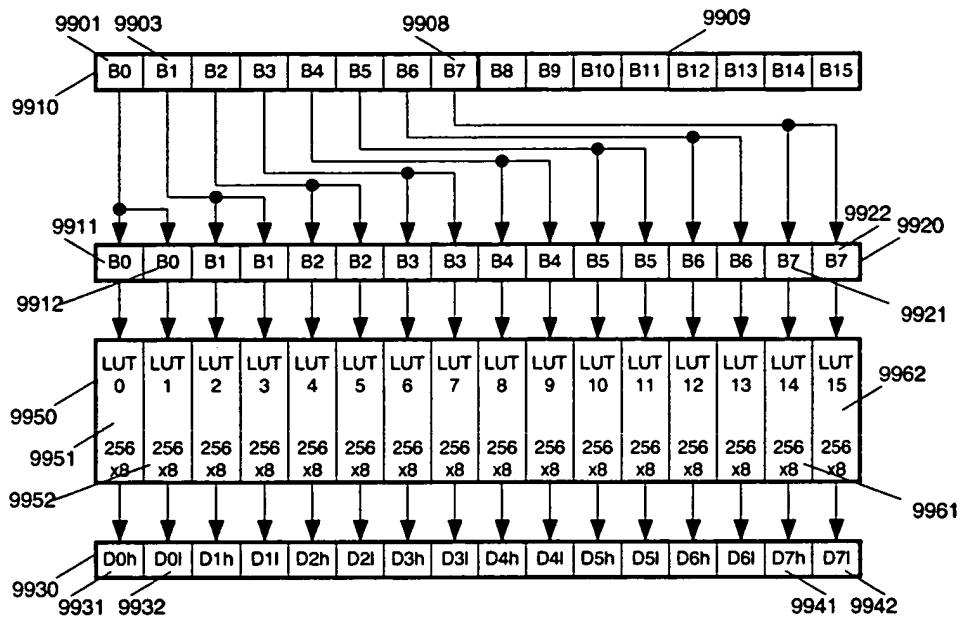 9901 9903 9908 9909
B0 B1 B2 B3 B4 B5 B6 B7 B8 B9 B10 B11 B12 B13 B14 B15
9910
9911 9922
9920
B0 B0 B1 B1 B2 B2 B3 B3 B4 B4 B5 B5 B6 B6 B7 B7
9912 9921
LUT LUT LUT LUT LUT LUT LUT LUT LUT LUT LUT LUT LUT LUT LUT LUT
0 1 2 3 4 5 6 7 8 9 10 11 12 13 14 15
9950 9962
9951
256 256 256 256 256 256 256 256 256 256 256 256 256 256 256 256
x8 x8 x8 x8 x8 x8 x8 x8 x8 x8 x8 x8 x8 x8 x8 x8
9952 9961
D0h D0l D1h D1l D2h D2l D3h D3l D4h D4l D5h D5l D6h D6l D7h D7l
9930
9931 9932 9941 9942